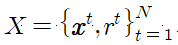 X = {x^t, r^t}_{t=1}^N